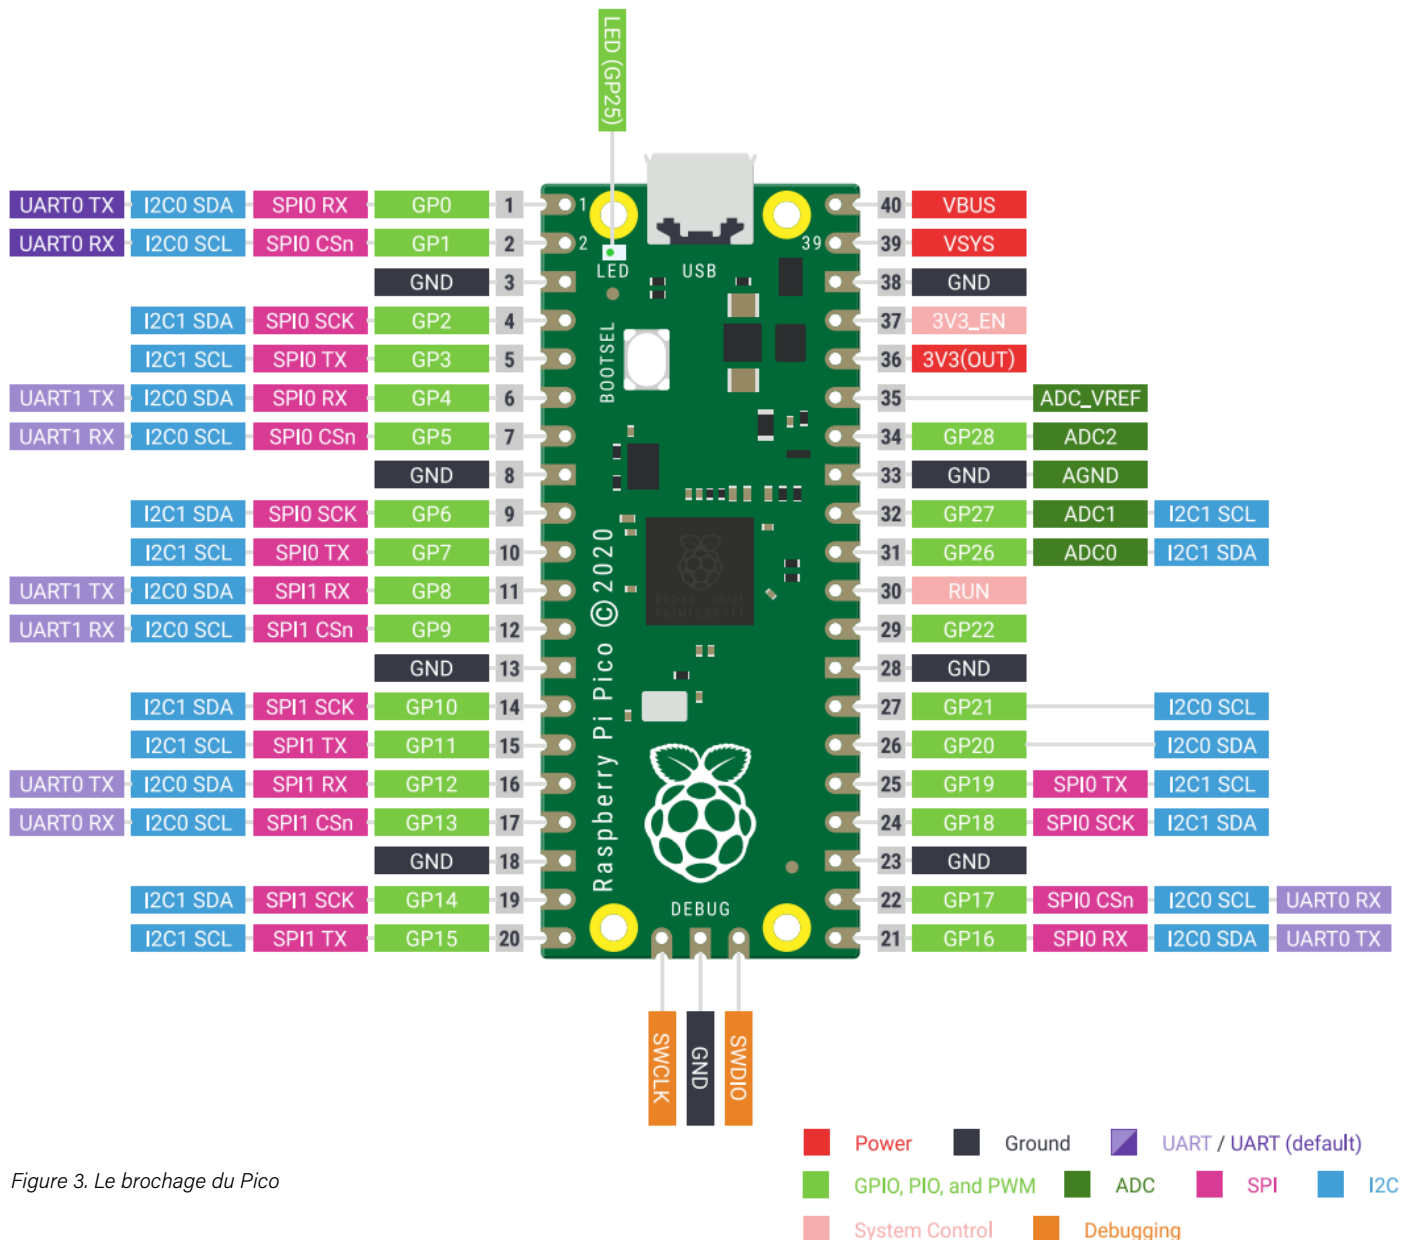 LED (GP25)
UART0 TX I2C0 SDA SPI0 RX GP0 1 1 40 VBUS
UART0 RX I2C0 SCL SPI0 CSn GP1 2 2 39 39 VSYS
LED USB
GND 3 38 GND
I2C1 SDA SPI0 SCK GP2 4 37 3V3_EN
I2C1 SCL SPI0 TX GP3 5 36 3V3(OUT)
BOOTSEL
UART1 TX I2C0 SDA SPI0 RX GP4 6 35 ADC_VREF
UART1 RX I2C0 SCL SPI0 CSn GP5 7 34 GP28 ADC2
GND 8 33 GND AGND
I2C1 SDA SPI0 SCK GP6 9 32 GP27 ADC1 I2C1 SCL
I2C1 SCL SPI0 TX GP7 10 31 GP26 ADC0 I2C1 SDA
UART1 TX I2C0 SDA SPI1 RX GP8 11 30 RUN
UART1 RX I2C0 SCL SPI1 CSn GP9 12 29 GP22
GND 13 28 GND
Raspberry Pi Pico ©2020
I2C1 SDA SPI1 SCK GP10 14 27 GP21 I2C0 SCL
I2C1 SCL SPI1 TX GP11 15 26 GP20 I2C0 SDA
UART0 TX I2C0 SDA SPI1 RX GP12 16 25 GP19 SPI0 TX I2C1 SCL
UART0 RX I2C0 SCL SPI1 CSn GP13 17 24 GP18 SPI0 SCK I2C1 SDA
GND 18 23 GND
I2C1 SDA SPI1 SCK GP14 19 22 GP17 SPI0 CSn I2C0 SCL UART0 RX
DEBUG
I2C1 SCL SPI1 TX GP15 20 21 GP16 SPI0 RX I2C0 SDA UART0 TX
SWCLK
GND
SWDIO
Power Ground UART / UART (default)
GPIO, PIO, and PWM ADC SPI I2C
System Control Debugging
Figure 3. Le brochage du Pico